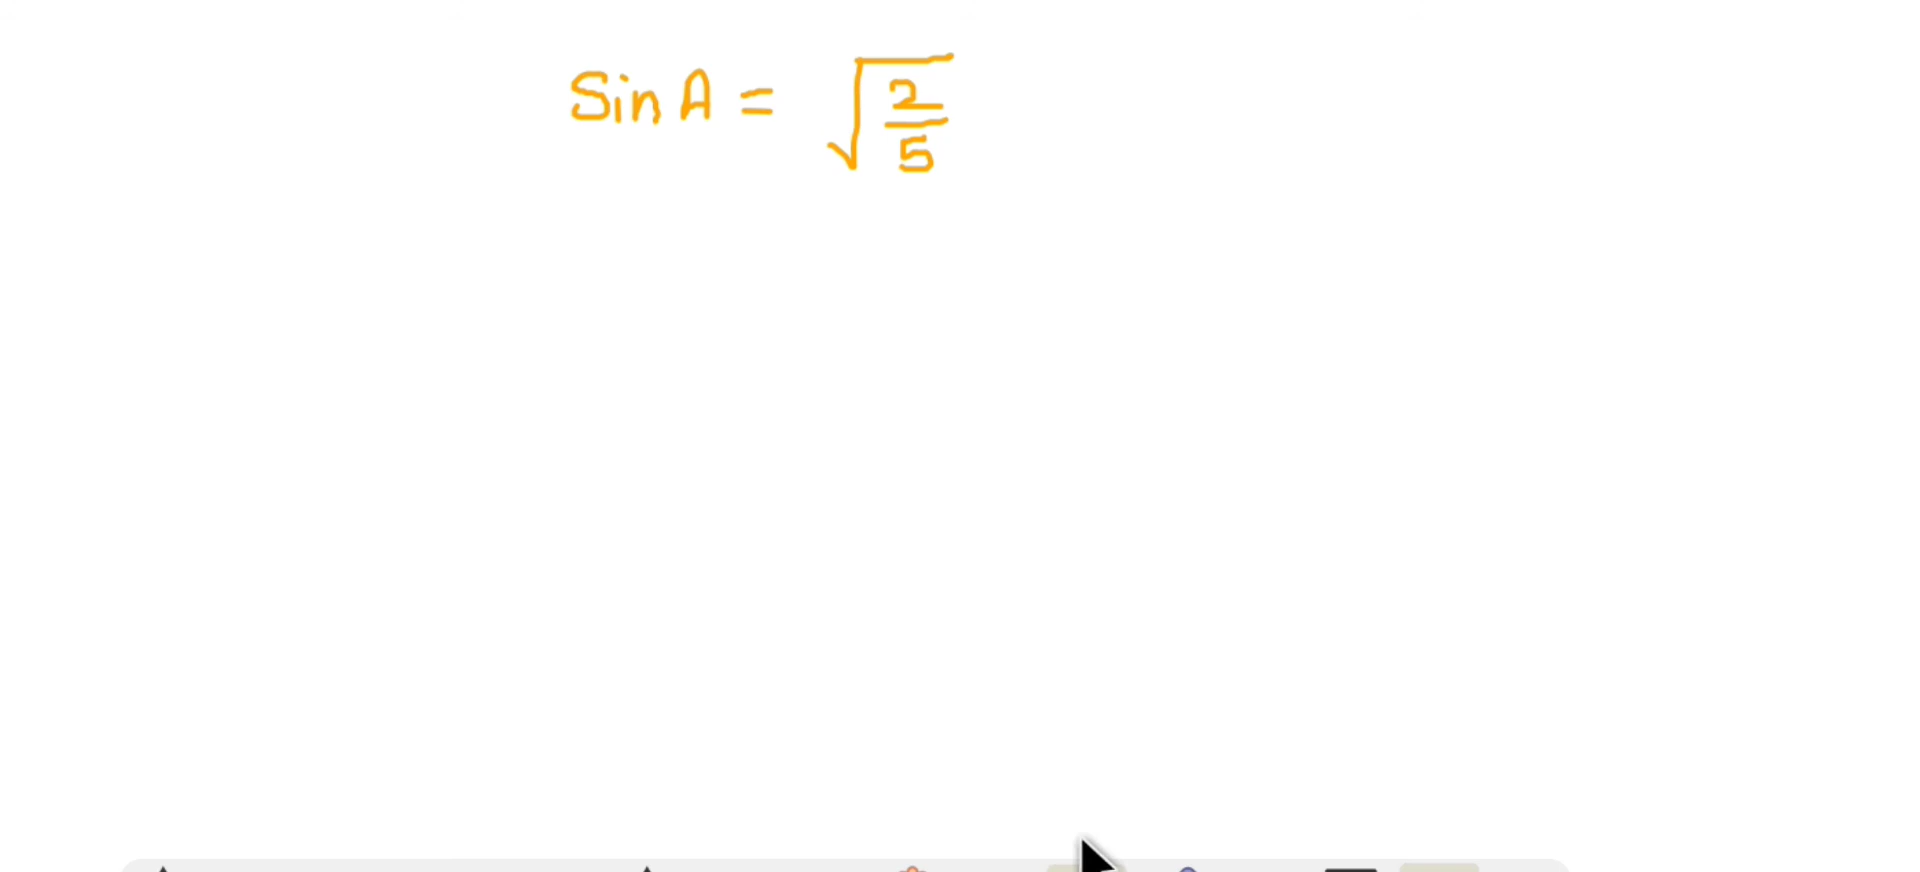 Sin A = √(2/5)